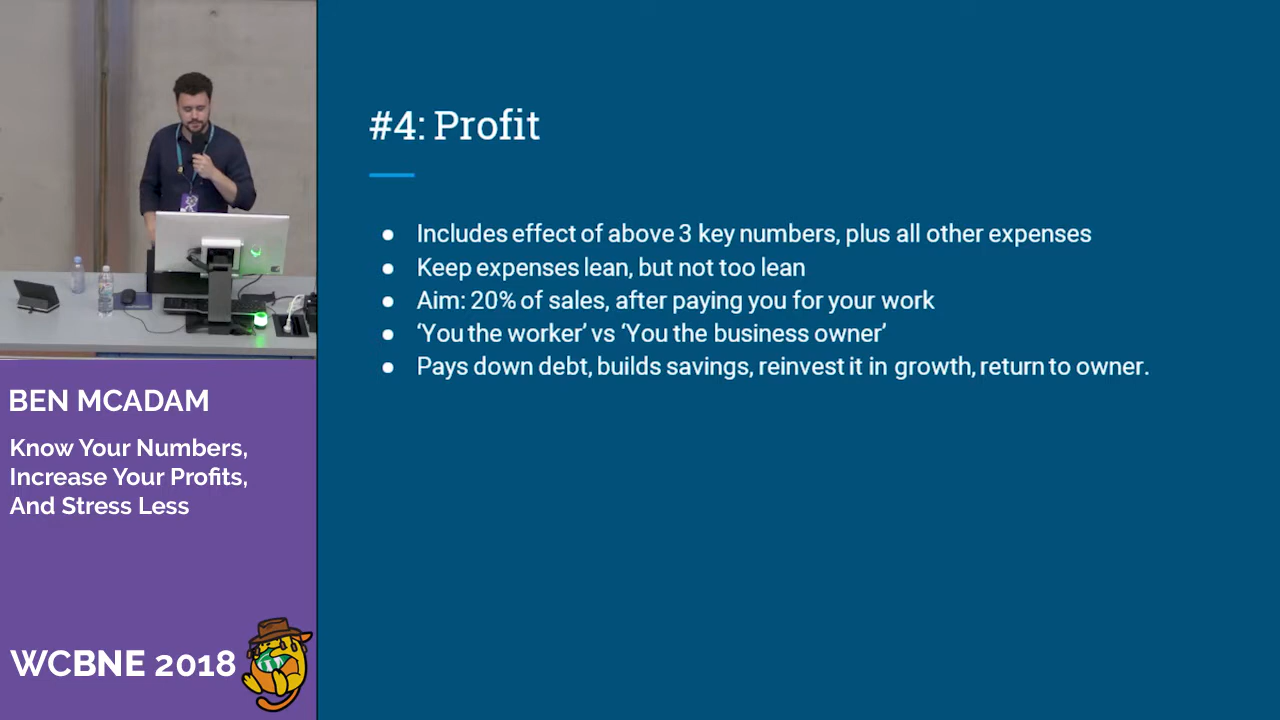 #4: Profit
Includes effect of above 3 key numbers, plus all other expenses
Keep expenses lean, but not too lean
Aim: 20% of sales, after paying you for your work
‘You the worker’ vs ‘You the business owner’
Pays down debt, builds savings, reinvest it in growth, return to owner.
BEN MCADAM
Know Your Numbers,
Increase Your Profits,
And Stress Less
WCBNE 2018